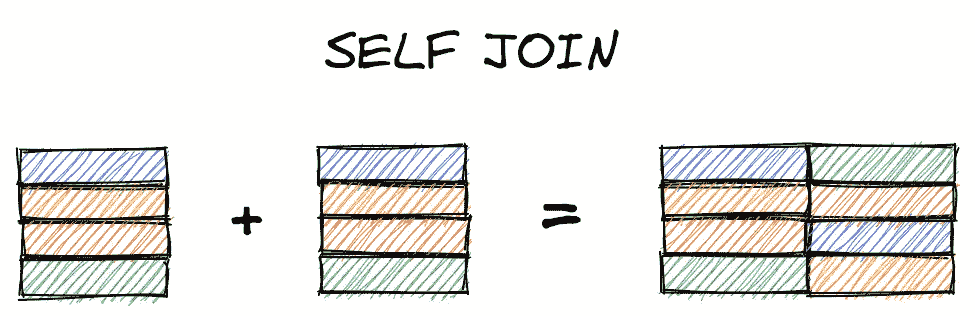 SELF JOIN
+ =